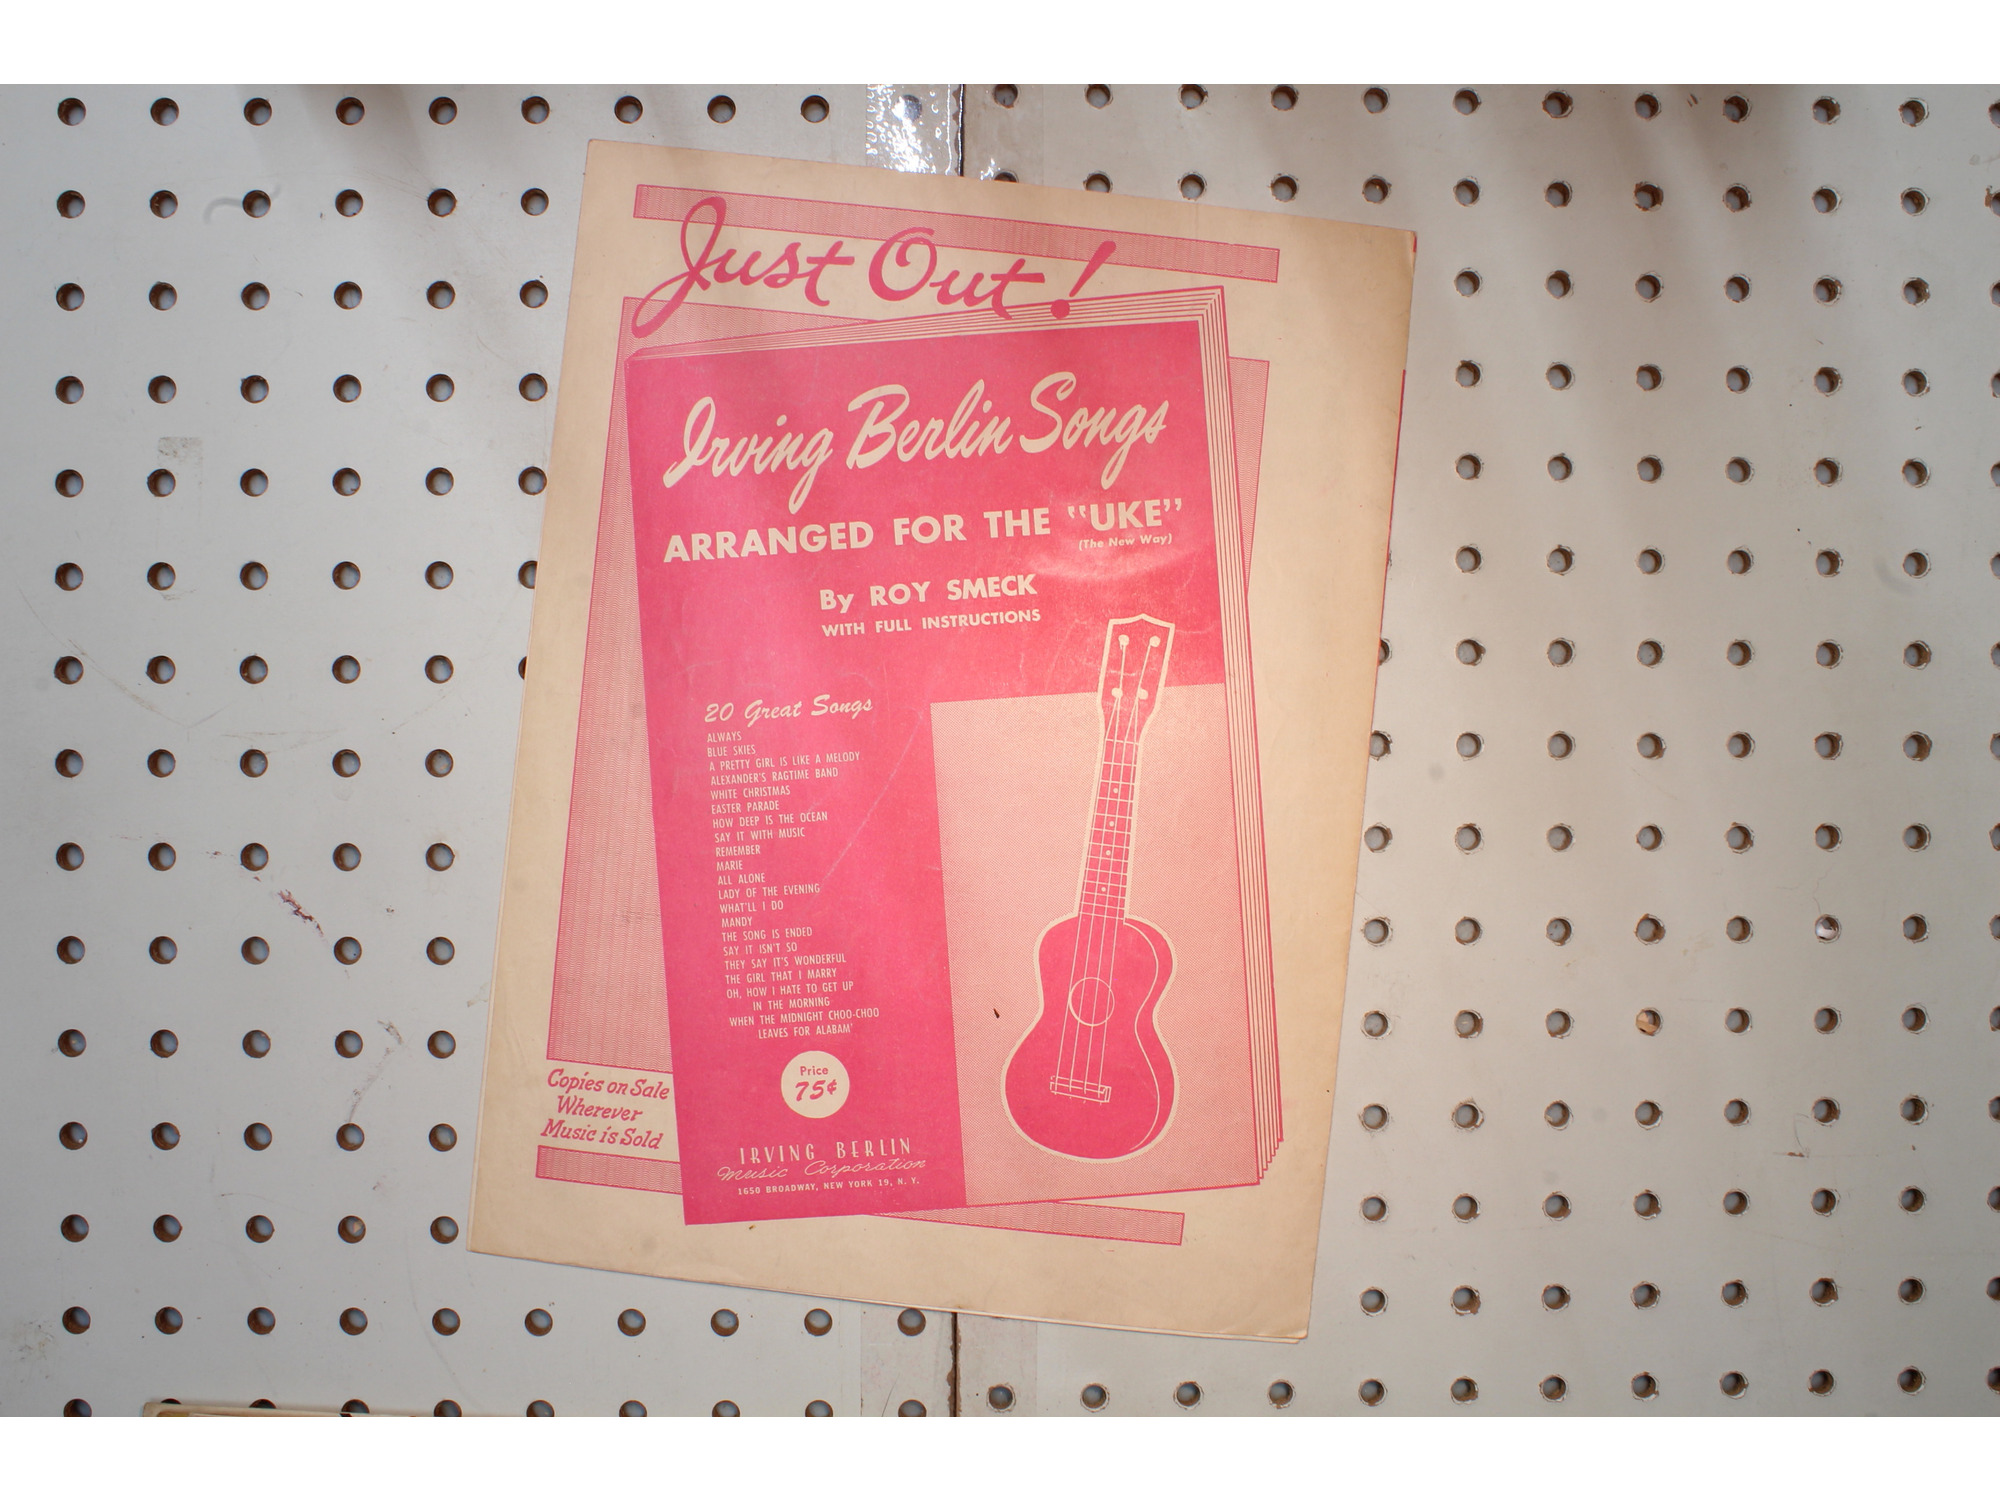 Just Out!
Irving Berlin Songs
ARRANGED FOR THE "UKE"
(The New Way)
By ROY SMECK
WITH FULL INSTRUCTIONS
20 Great Songs
ALWAYS
BLUE SKIES
A PRETTY GIRL IS LIKE A MELODY
ALEXANDER'S RAGTIME BAND
WHITE CHRISTMAS
EASTER PARADE
HOW DEEP IS THE OCEAN
SAY IT WITH MUSIC
REMEMBER
MARIE
ALL ALONE
LADY OF THE EVENING
WHAT'LL I DO
MANDY
THE SONG IS ENDED
SAY IT ISN'T SO
THEY SAY IT'S WONDERFUL
THE GIRL THAT I MARRY
OH, HOW I HATE TO GET UP
IN THE MORNING
WHEN THE MIDNIGHT CHOO-CHOO
LEAVES FOR ALABAM'
Price
75¢
Copies on Sale
Wherever
Music is Sold
IRVING BERLIN
Music Corporation
1650 BROADWAY, NEW YORK 19, N. Y.